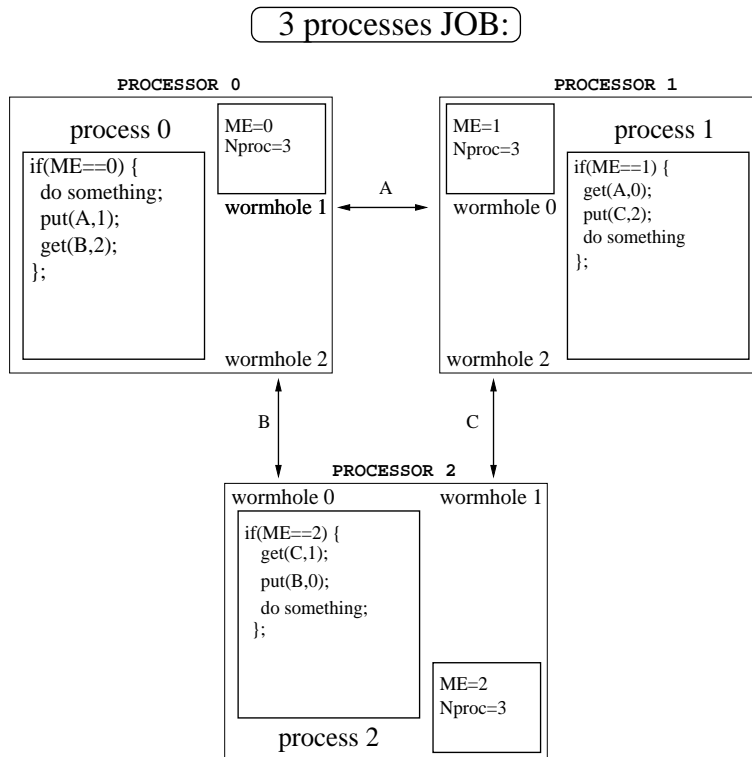 3 processes JOB:
PROCESSOR 0
process 0
ME=0
Nproc=3
if(ME==0) {
do something;
put(A,1);
get(B,2);
};
wormhole 1
wormhole 2
A
PROCESSOR 1
ME=1
Nproc=3
process 1
if(ME==1) {
get(A,0);
put(C,2);
do something
};
wormhole 0
wormhole 2
B
C
PROCESSOR 2
wormhole 0
wormhole 1
if(ME==2) {
get(C,1);
put(B,0);
do something;
};
ME=2
Nproc=3
process 2